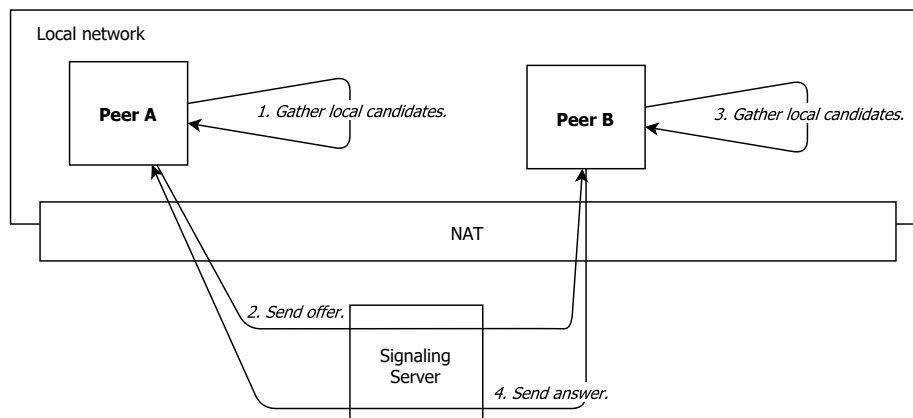 Local network
Peer A
1. Gather local candidates.
Peer B
3. Gather local candidates.
NAT
2. Send offer.
Signaling
Server
4. Send answer.